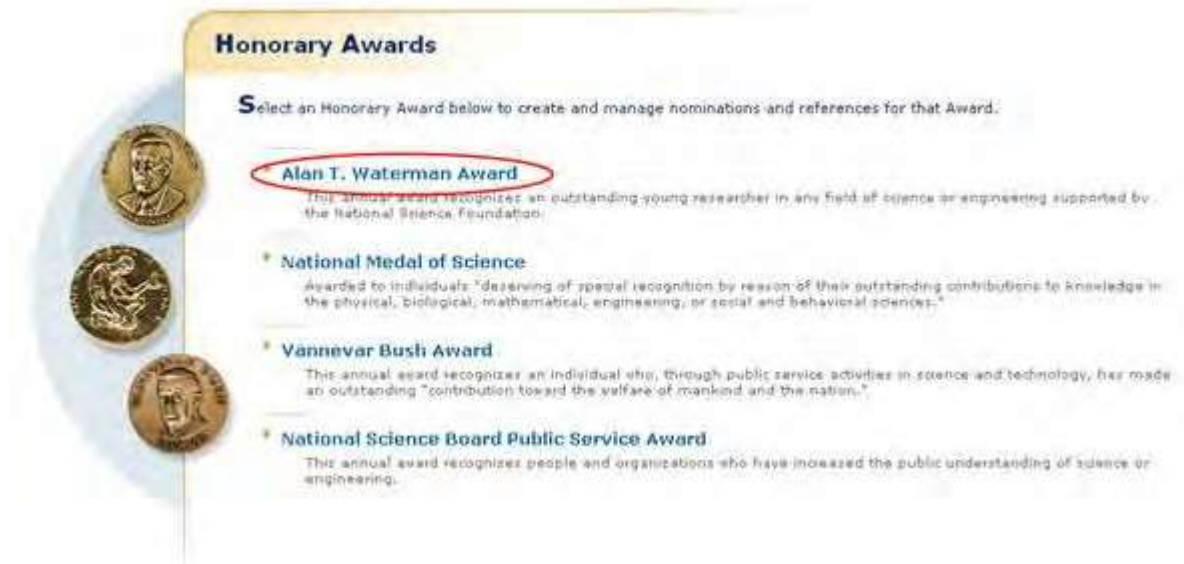 Honorary Awards
Select an Honorary Award below to create and manage nominations and references for that Award.
Alan T. Waterman Award
This annual award recognizes an outstanding young researcher in any field of science or engineering supported by
the National Science Foundation.
National Medal of Science
Awarded to individuals "deserving of special recognition by reason of their outstanding contributions to knowledge in
the physical, biological, mathematical, engineering, or social and behavioral sciences."
Vannevar Bush Award
This annual award recognizes an individual who, through public service activities in science and technology, has made
an outstanding "contribution toward the welfare of mankind and the nation."
National Science Board Public Service Award
This annual award recognizes people and organizations who have increased the public understanding of science or
engineering.